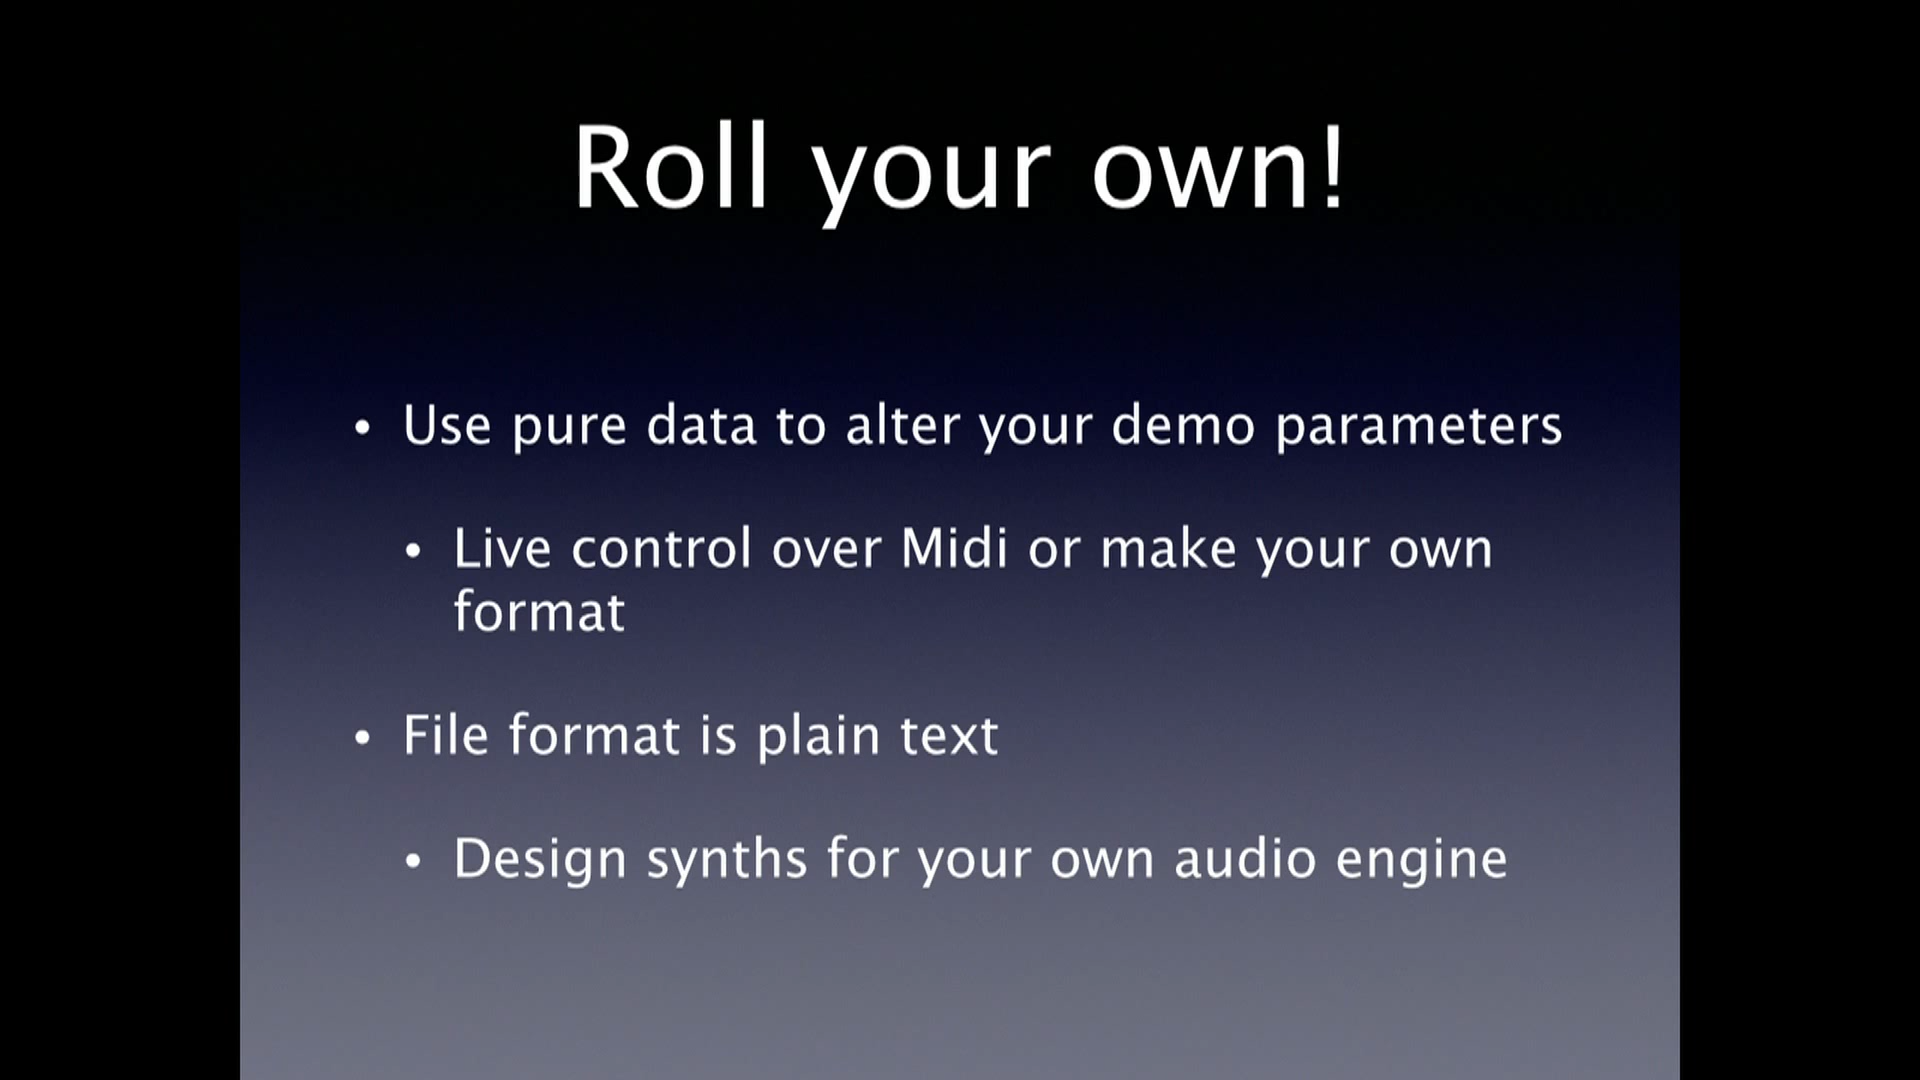 Roll your own!
• Use pure data to alter your demo parameters
• Live control over Midi or make your own
format
• File format is plain text
• Design synths for your own audio engine